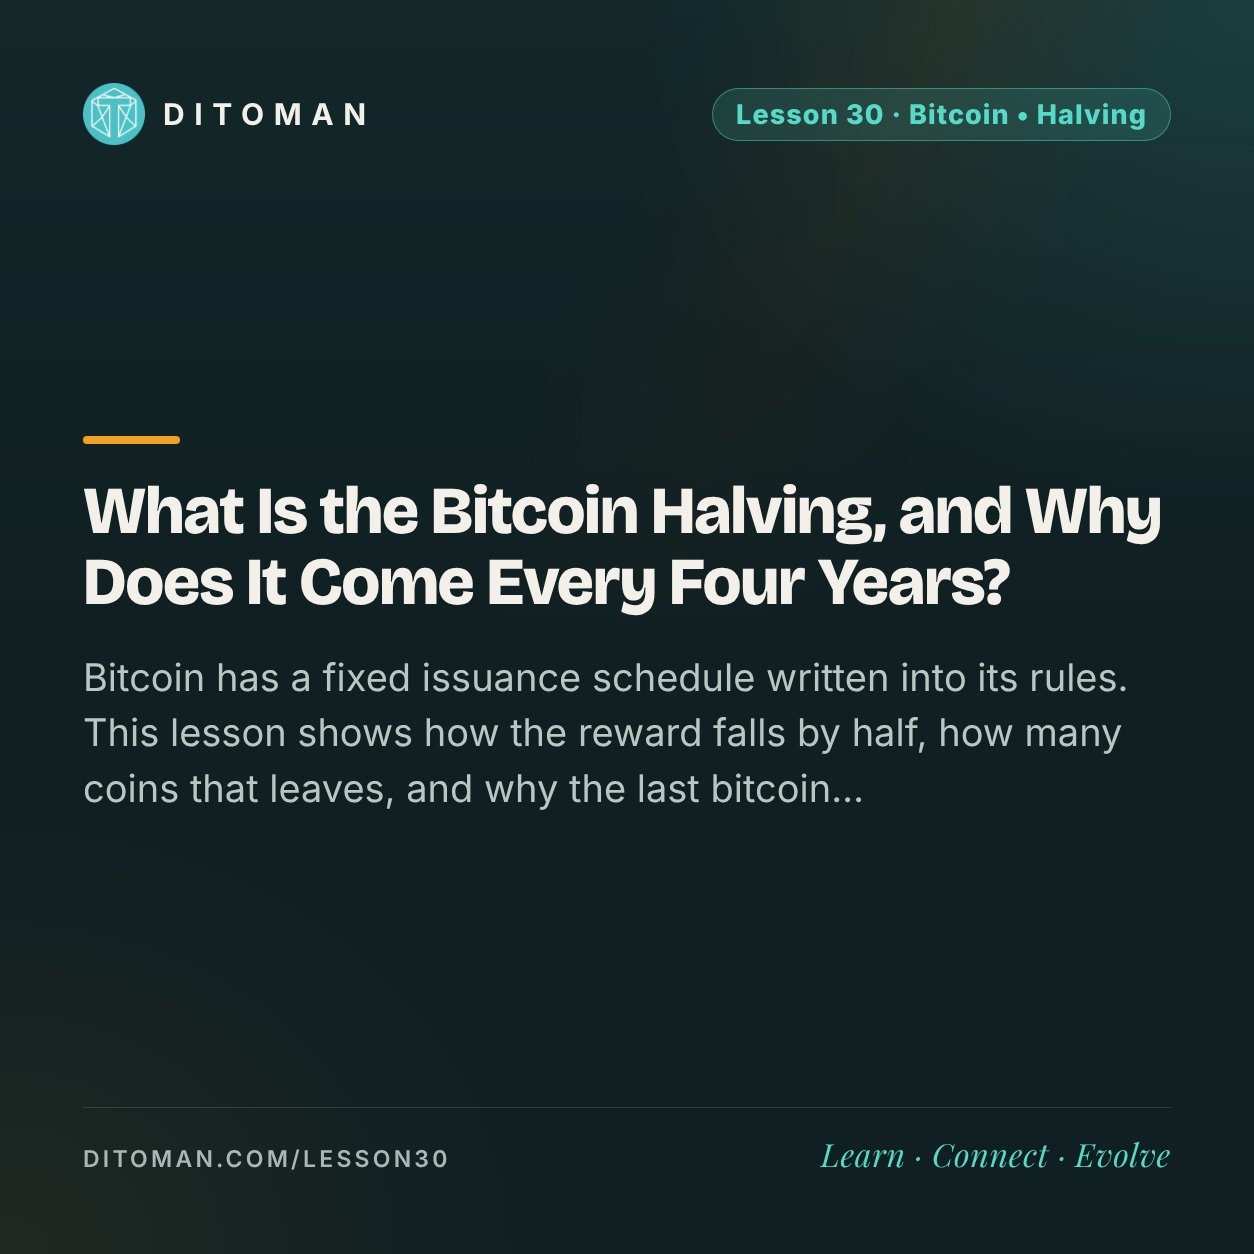 DITOMAN
Lesson 30 · Bitcoin • Halving
What Is the Bitcoin Halving, and Why
Does It Come Every Four Years?
Bitcoin has a fixed issuance schedule written into its rules.
This lesson shows how the reward falls by half, how many
coins that leaves, and why the last bitcoin...
DITOMAN.COM/LESSON30
Learn · Connect · Evolve